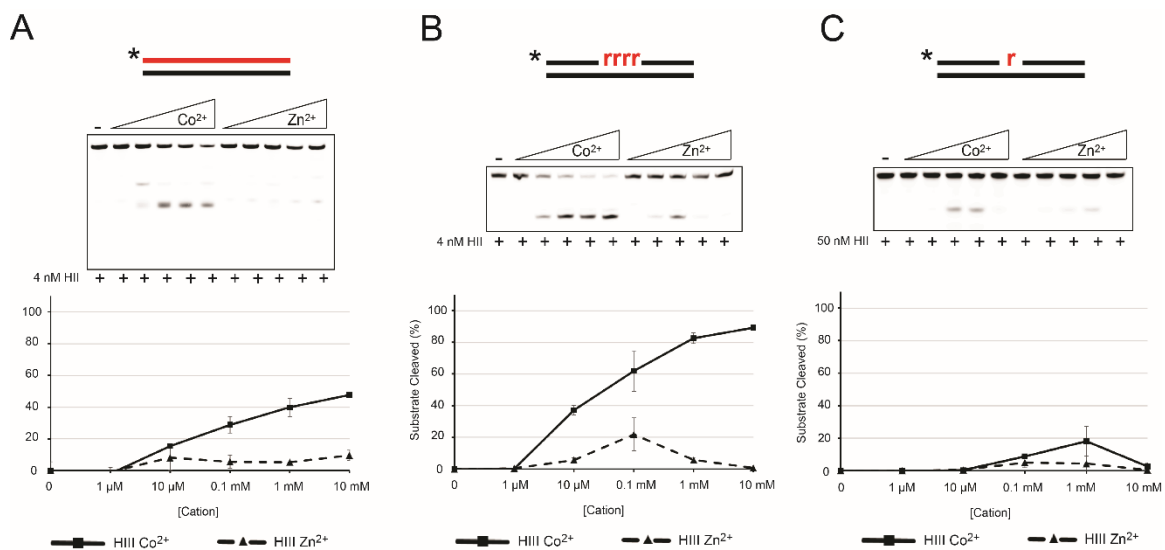 A
*
- Co²⁺ Zn²⁺
4 nM HII + + + + + + + + + + +
100
80
60
40
20
0
0 1 µM 10 µM 0.1 mM 1 mM 10 mM
[Cation]
HIII Co²⁺ HIII Zn²⁺
B
* rrrr
- Co²⁺ Zn²⁺
4 nM HII + + + + + + + + + + +
Substrate Cleaved (%)
100
80
60
40
20
0
0 1 µM 10 µM 0.1 mM 1 mM 10 mM
[Cation]
HIII Co²⁺ HIII Zn²⁺
C
* r
- Co²⁺ Zn²⁺
50 nM HII + + + + + + + + + + +
Substrate Cleaved (%)
100
80
60
40
20
0
0 1 µM 10 µM 0.1 mM 1 mM 10 mM
[Cation]
HIII Co²⁺ HIII Zn²⁺